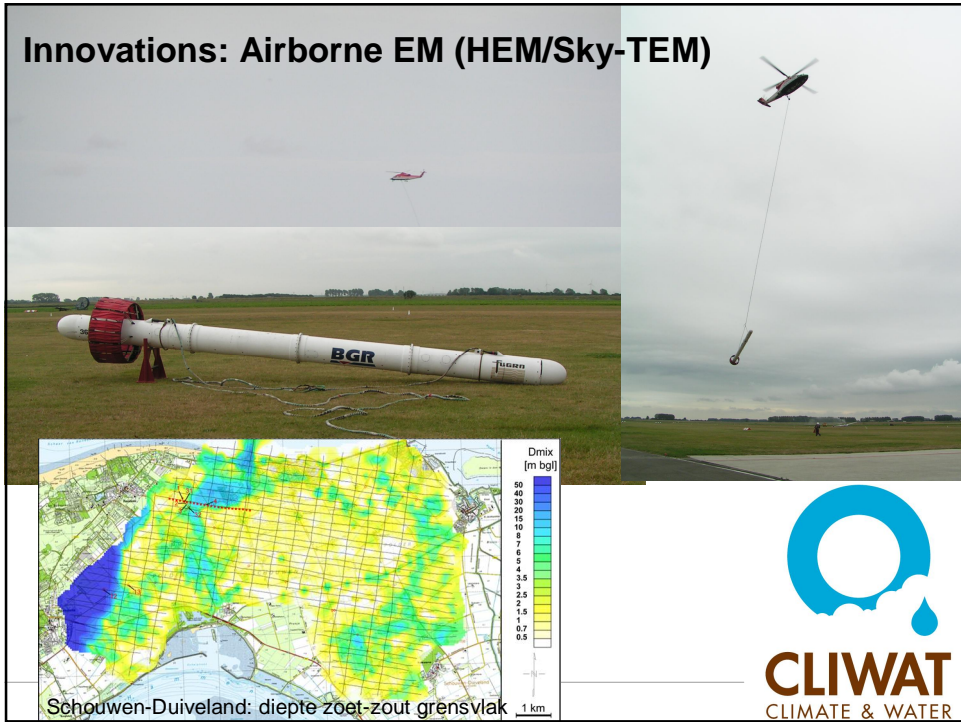 Innovations: Airborne EM (HEM/Sky-TEM)
BGR
FUGRO
Dmix
[m bgl]
50
40
30
20
15
10
8
7
6
5
4
3.5
3
2.5
2
1.5
1
0.7
0.5
N
1 km
Schouwen-Duiveland: diepte zoet-zout grensvlak
CLIWAT
CLIMATE & WATER